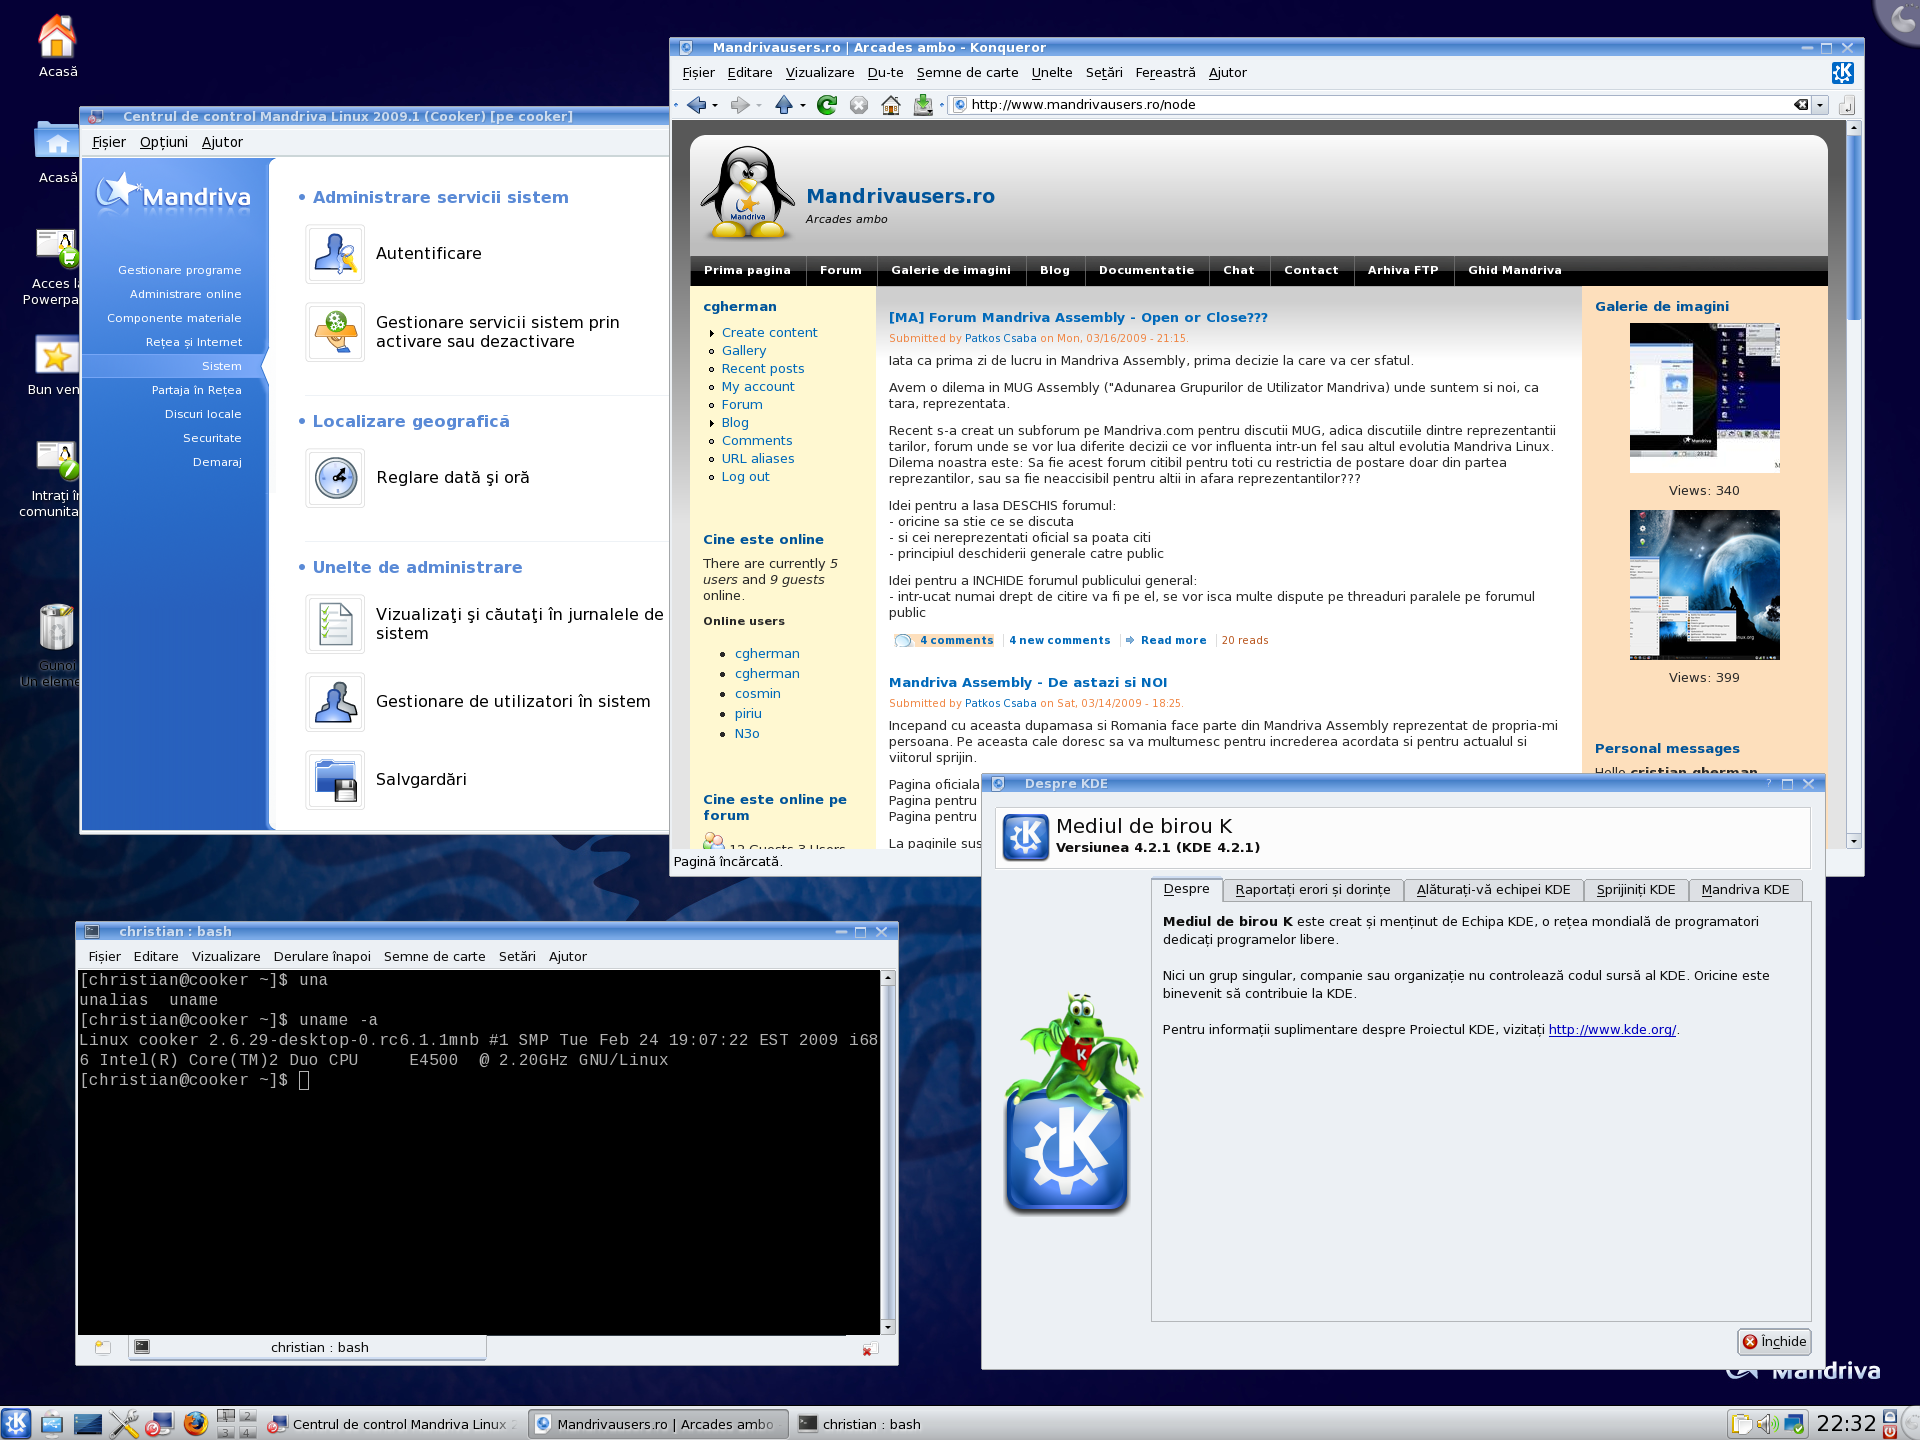 Acasă
Acasă
Acces la
Powerpa
Bun ven
Intrați în
comunita
Gunoi
Un eleme
Centrul de control Mandriva Linux 2009.1 (Cooker) [pe cooker]
Fișier Opțiuni Ajutor
Mandriva
Gestionare programe
Administrare online
Componente materiale
Rețea și Internet
Sistem
Partaja în Rețea
Discuri locale
Securitate
Demaraj
• Administrare servicii sistem
Autentificare
Gestionare servicii sistem prin
activare sau dezactivare
• Localizare geografică
Reglare dată şi oră
• Unelte de administrare
Vizualizaţi şi căutaţi în jurnalele de
sistem
Gestionare de utilizatori în sistem
Salvgardări
Mandrivausers.ro | Arcades ambo - Konqueror
Fișier Editare Vizualizare Du-te Semne de carte Unelte Setări Fereastră Ajutor
http://www.mandrivausers.ro/node
Mandriva
Mandrivausers.ro
Arcades ambo
Prima pagina Forum Galerie de imagini Blog Documentatie Chat Contact Arhiva FTP Ghid Mandriva
cgherman
Create content
Gallery
Recent posts
My account
Forum
Blog
Comments
URL aliases
Log out
Cine este online
There are currently 5
users and 9 guests
online.
Online users
cgherman
cgherman
cosmin
piriu
N3o
Cine este online pe
forum
12 Guests 3 Users
[MA] Forum Mandriva Assembly - Open or Close???
Submitted by Patkos Csaba on Mon, 03/16/2009 - 21:15.
Iata ca prima zi de lucru in Mandriva Assembly, prima decizie la care va cer sfatul.
Avem o dilema in MUG Assembly ("Adunarea Grupurilor de Utilizator Mandriva) unde suntem si noi, ca
tara, reprezentata.
Recent s-a creat un subforum pe Mandriva.com pentru discutii MUG, adica discutiile dintre reprezentantii
tarilor, forum unde se vor lua diferite decizii ce vor influenta intr-un fel sau altul evolutia Mandriva Linux.
Dilema noastra este: Sa fie acest forum citibil pentru toti cu restrictia de postare doar din partea
reprezantilor, sau sa fie neaccisibil pentru altii in afara reprezentantilor???
Idei pentru a lasa DESCHIS forumul:
- oricine sa stie ce se discuta
- si cei nereprezentati oficial sa poata citi
- principiul deschiderii generale catre public
Idei pentru a INCHIDE forumul publicului general:
- intr-ucat numai drept de citire va fi pe el, se vor isca multe dispute pe threaduri paralele pe forumul
public
4 comments 4 new comments Read more 20 reads
Mandriva Assembly - De astazi si NOI
Submitted by Patkos Csaba on Sat, 03/14/2009 - 18:25.
Incepand cu aceasta dupamasa si Romania face parte din Mandriva Assembly reprezentat de propria-mi
persoana. Pe aceasta cale doresc sa va multumesc pentru increderea acordata si pentru actualul si
viitorul sprijin.
Pagina oficiala
Pagina pentru
Pagina pentru
La paginile sus
Galerie de imagini
Views: 340
Views: 399
Personal messages
Hello cristian gherman
Pagină încărcată.
Despre KDE
Mediul de birou K
Versiunea 4.2.1 (KDE 4.2.1)
Despre Raportați erori și dorințe Alăturați-vă echipei KDE Sprijiniți KDE Mandriva KDE
Mediul de birou K este creat și menținut de Echipa KDE, o rețea mondială de programatori
dedicați programelor libere.
Nici un grup singular, companie sau organizație nu controlează codul sursă al KDE. Oricine este
binevenit să contribuie la KDE.
Pentru informații suplimentare despre Proiectul KDE, vizitați http://www.kde.org/.
Închide
christian : bash
Fișier Editare Vizualizare Derulare înapoi Semne de carte Setări Ajutor
[christian@cooker ~]$ una
unalias uname
[christian@cooker ~]$ uname -a
Linux cooker 2.6.29-desktop-0.rc6.1.1mnb #1 SMP Tue Feb 24 19:07:22 EST 2009 i68
6 Intel(R) Core(TM)2 Duo CPU E4500 @ 2.20GHz GNU/Linux
[christian@cooker ~]$
christian : bash
Mandriva
1 2
3 4
Centrul de control Mandriva Linux 2
Mandrivausers.ro | Arcades ambo
christian : bash
22:32